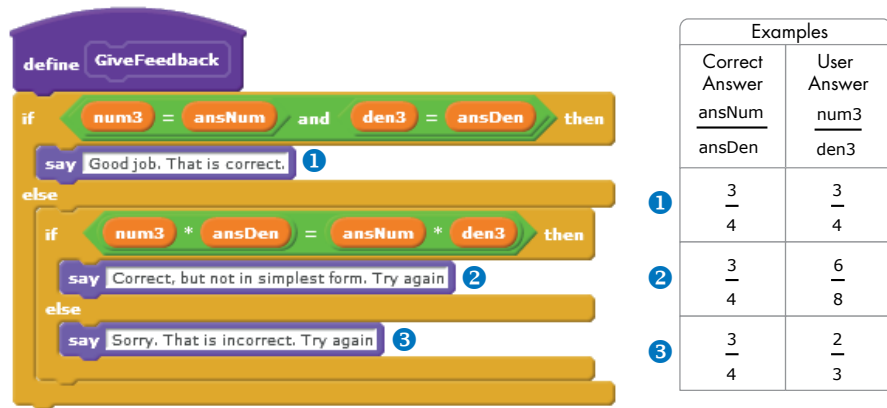 define GiveFeedback
if num3 = ansNum and den3 = ansDen then
say Good job. That is correct. 1
else
if num3 * ansDen = ansNum * den3 then
say Correct, but not in simplest form. Try again 2
else
say Sorry. That is incorrect. Try again 3
Examples
Correct User
Answer Answer
ansNum num3
ansDen den3
1 3 3
4 4
2 3 6
4 8
3 3 2
4 3